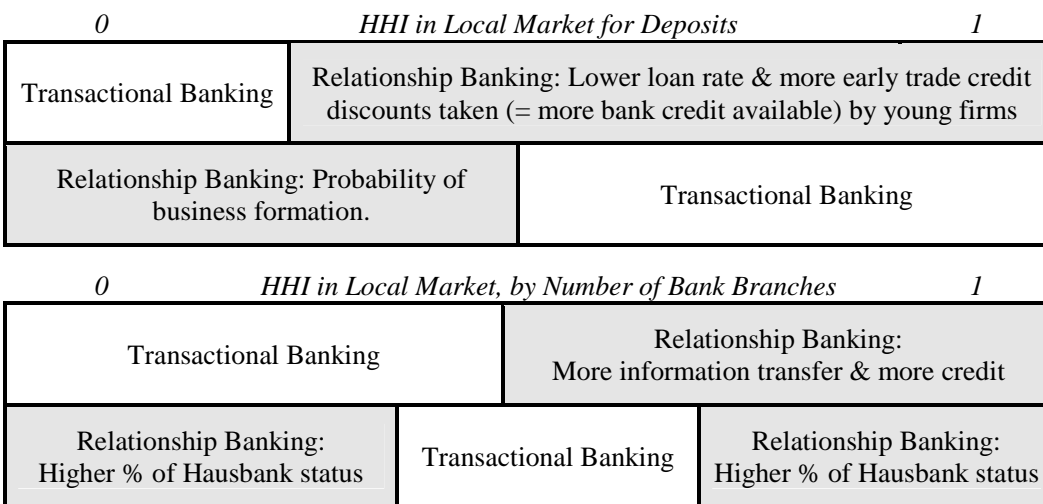 0 HHI in Local Market for Deposits 1
Transactional Banking
Relationship Banking: Lower loan rate & more early trade credit
discounts taken (= more bank credit available) by young firms
Relationship Banking: Probability of
business formation.
Transactional Banking
0 HHI in Local Market, by Number of Bank Branches 1
Transactional Banking
Relationship Banking:
More information transfer & more credit
Relationship Banking:
Higher % of Hausbank status
Transactional Banking
Relationship Banking:
Higher % of Hausbank status